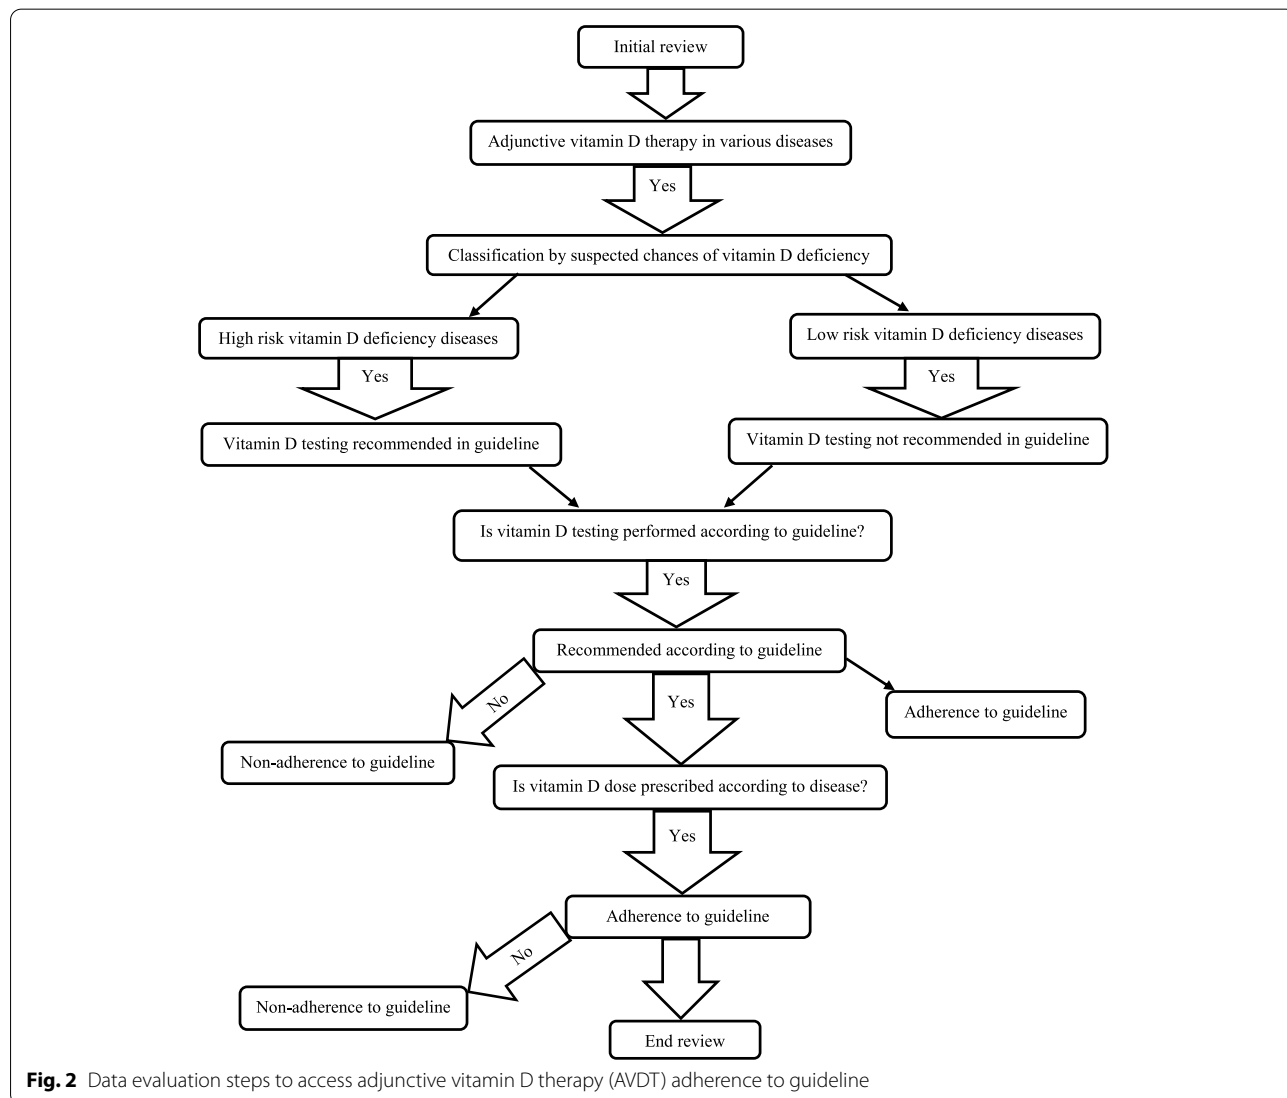 Initial review
Adjunctive vitamin D therapy in various diseases
Yes
Classification by suspected chances of vitamin D deficiency
High risk vitamin D deficiency diseases
Low risk vitamin D deficiency diseases
Yes
Yes
Vitamin D testing recommended in guideline
Vitamin D testing not recommended in guideline
Is vitamin D testing performed according to guideline?
Yes
Recommended according to guideline
No
Yes
Adherence to guideline
Non-adherence to guideline
Is vitamin D dose prescribed according to disease?
Yes
Adherence to guideline
No
Non-adherence to guideline
End review
Fig. 2 Data evaluation steps to access adjunctive vitamin D therapy (AVDT) adherence to guideline